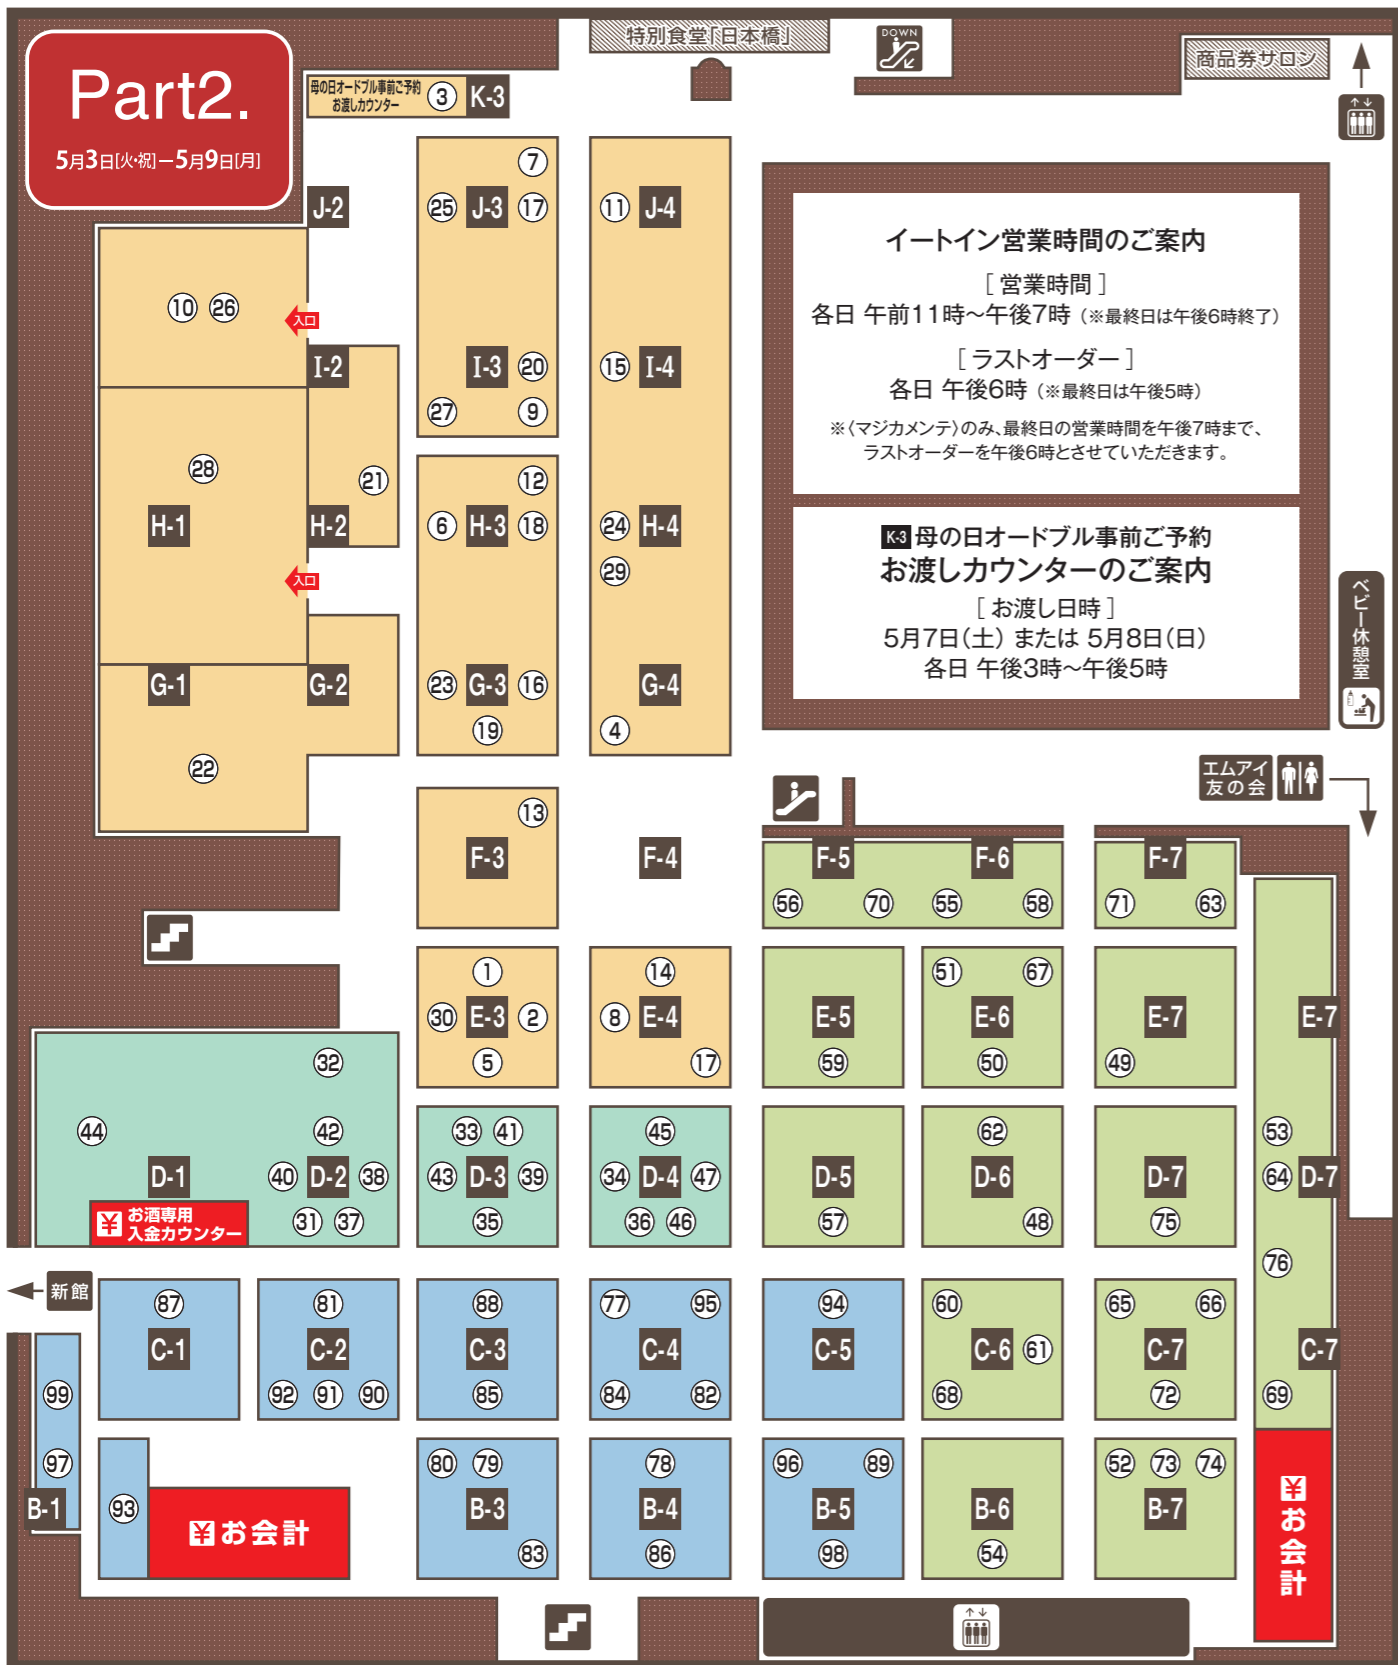 特別食堂「日本橋」
DOWN
商品券サロン
Part2.
5月3日[火・祝]ー5月9日[月]
母の日オードブル事前ご予約
お渡しカウンター
③ K-3
⑦
J-2
㉕ J-3 ⑰
⑪ J-4
⑩ ㉖
入口
I-2
I-3 ⑳
⑮ I-4
㉗ ⑨
㉘
㉑
⑫
H-1
H-2
⑥ H-3 ⑱
㉔ H-4
㉙
入口
G-1
G-2
㉓ G-3 ⑯
G-4
⑲
④
㉒
イートイン営業時間のご案内
[ 営業時間 ]
各日 午前11時〜午後7時 (※最終日は午後6時終了)
[ ラストオーダー ]
各日 午後6時 (※最終日は午後5時)
※〈マジカメンテ〉のみ、最終日の営業時間を午後7時まで、
ラストオーダーを午後6時とさせていただきます。
K-3 母の日オードブル事前ご予約
お渡しカウンターのご案内
[ お渡し日時 ]
5月7日(土) または 5月8日(日)
各日 午後3時〜午後5時
ベビー休憩室
エムアイ
友の会
⑬
F-3
F-4
F-5
F-6
F-7
56 70 55 58
71 63
①
⑭
51 67
㉚ E-3 ②
⑧ E-4
E-5
E-6
E-7
E-7
⑤
⑰
59
50
49
32
44
42
33 41
45
62
53
D-1
40 D-2 38
43 D-3 39
34 D-4 47
D-5
D-6
D-7
64 D-7
31 37
35
36 46
57
48
75
¥ お酒専用
入金カウンター
76
新館
87
81
88
77 95
94
60
65 66
C-1
C-2
C-3
C-4
C-5
C-6 61
C-7
C-7
99
92 91 90
85
84 82
68
72
69
97
80 79
78
96 89
52 73 74
B-1
93
¥お会計
B-3
B-4
B-5
B-6
B-7
83
86
98
54
¥お会計